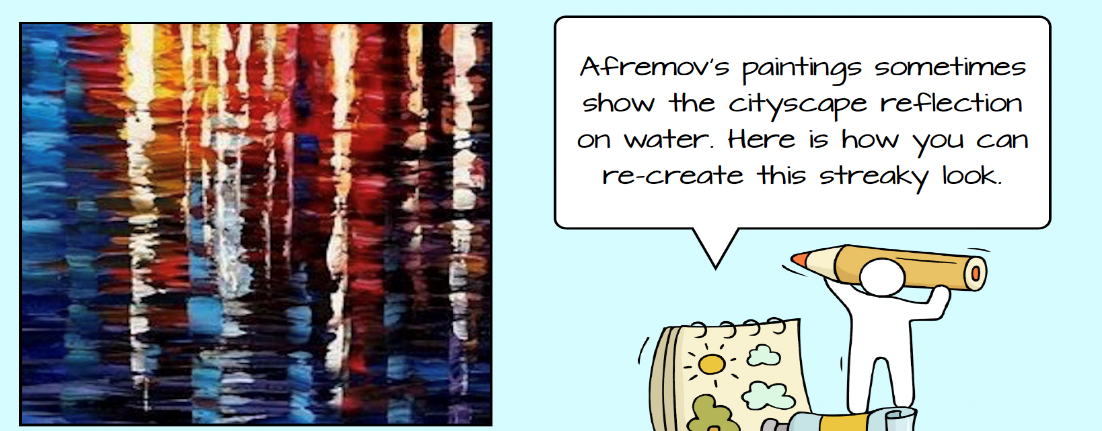 Afremov's paintings sometimes
show the cityscape reflection
on water. Here is how you can
re-create this streaky look.